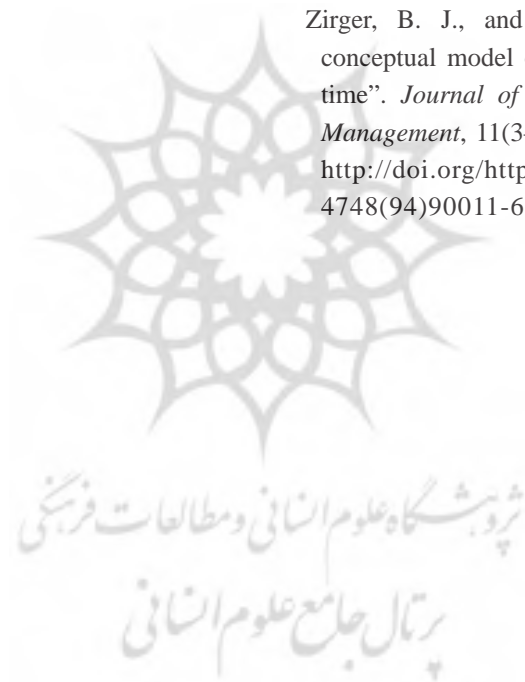 Zirger, B. J., and
conceptual model
time”. Journal of
Management, 11(3
http://doi.org/http
4748(94)90011-6
پژوهشگاه علوم انسانی و مطالعات فرهنگی
پرتال جامع علوم انسانی